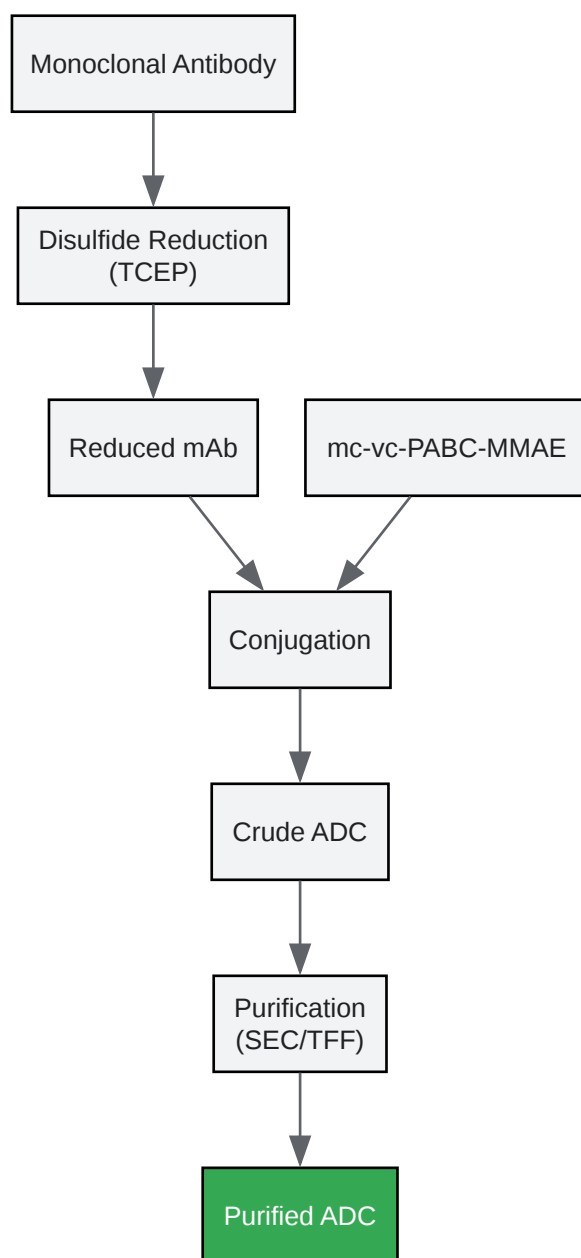 Monoclonal Antibody
Disulfide Reduction
(TCEP)
Reduced mAb
mc-vc-PABC-MMAE
Conjugation
Crude ADC
Purification
(SEC/TFF)
Purified ADC